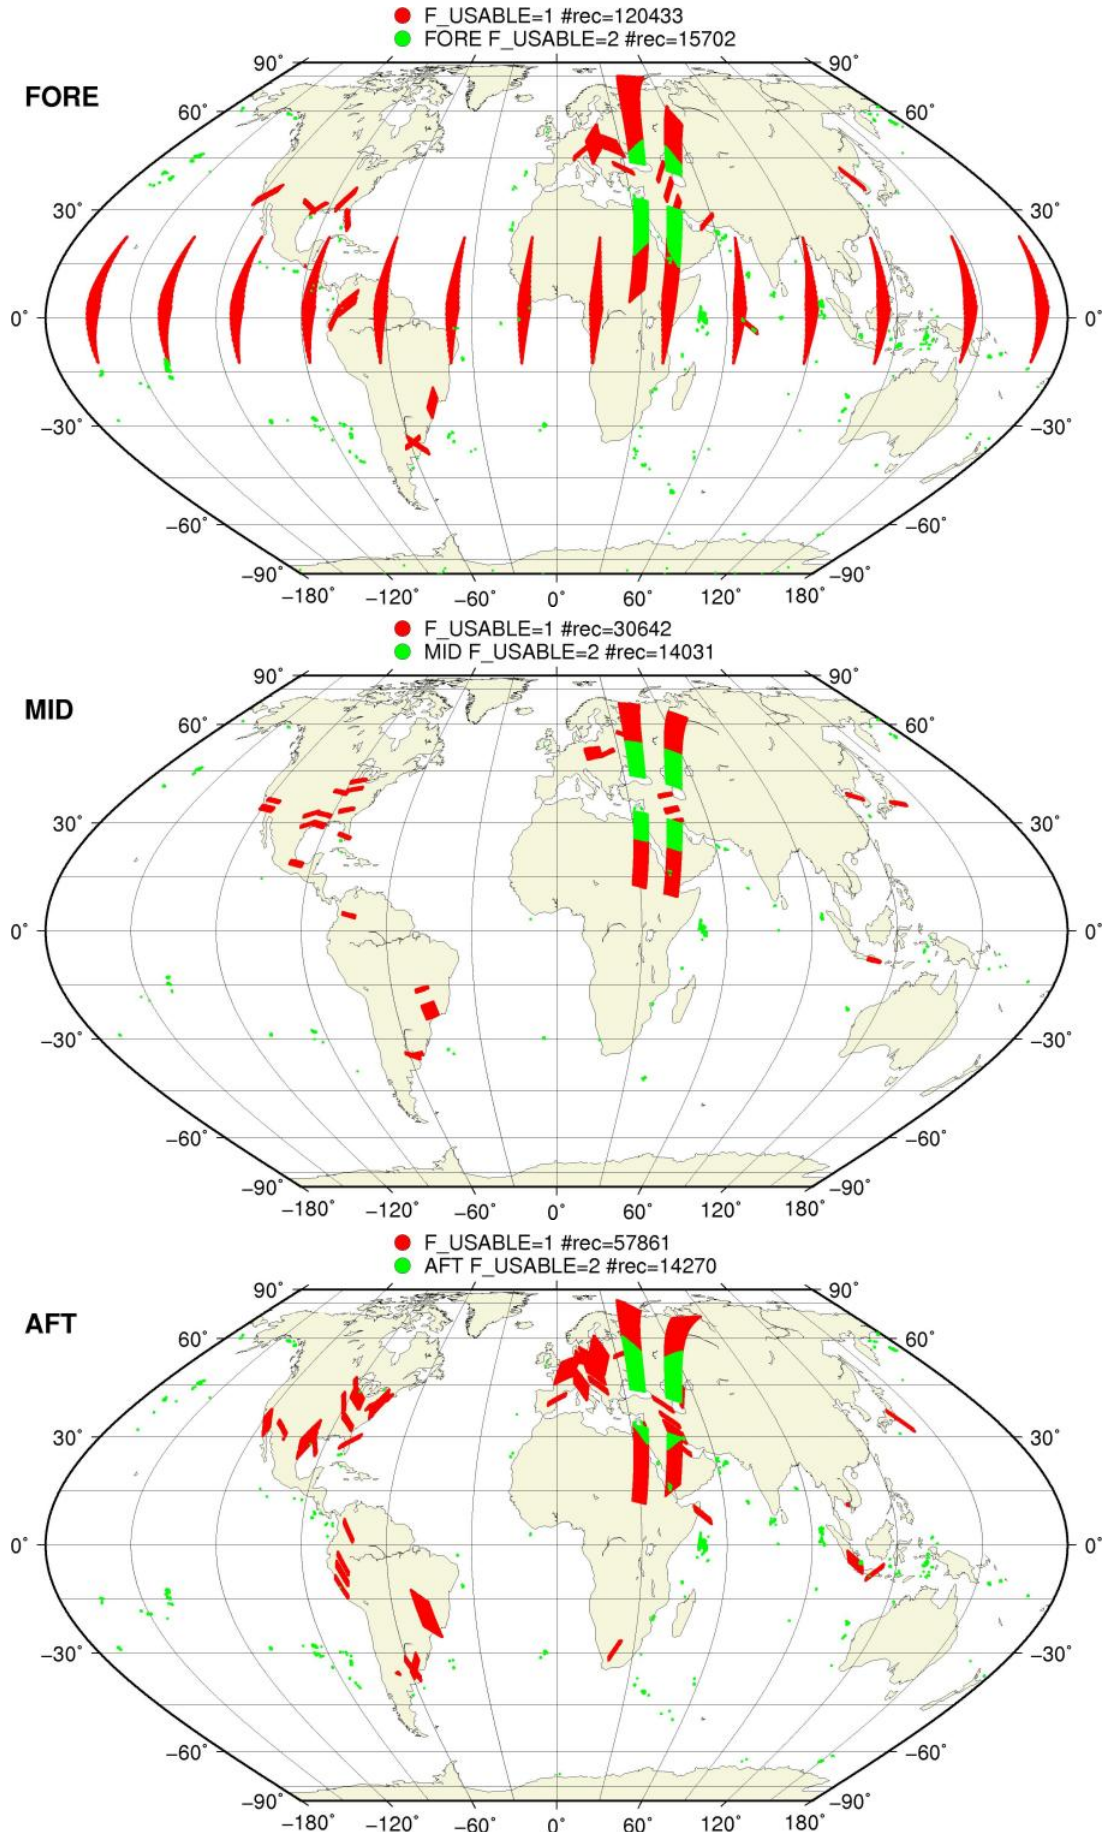 F_USABLE=1 #rec=120433
FORE F_USABLE=2 #rec=15702
FORE
90° 90°
60° 60°
30° 30°
0° 0°
−30° −30°
−60° −60°
−90° −90°
−180° −120° −60° 0° 60° 120° 180°
F_USABLE=1 #rec=30642
MID F_USABLE=2 #rec=14031
MID
90° 90°
60° 60°
30° 30°
0° 0°
−30° −30°
−60° −60°
−90° −90°
−180° −120° −60° 0° 60° 120° 180°
F_USABLE=1 #rec=57861
AFT F_USABLE=2 #rec=14270
AFT
90° 90°
60° 60°
30° 30°
0° 0°
−30° −30°
−60° −60°
−90° −90°
−180° −120° −60° 0° 60° 120° 180°